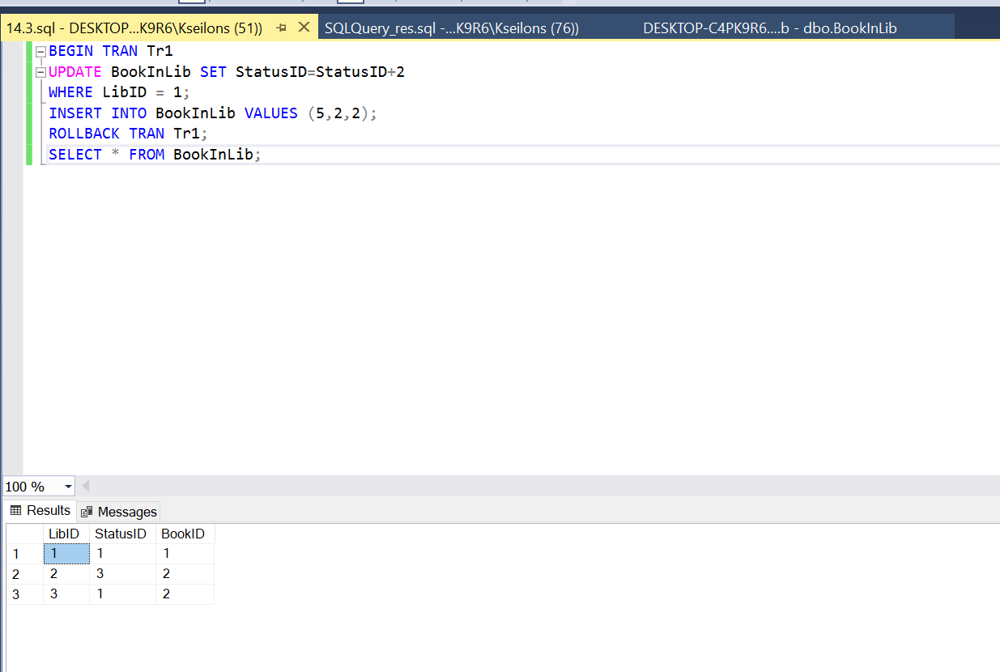 14.3.sql - DESKTOP...K9R6\Kseilons (51)) SQLQuery_res.sql -...K9R6\Kseilons (76)) DESKTOP-C4PK9R6....b - dbo.BookInLib
BEGIN TRAN Tr1
UPDATE BookInLib SET StatusID=StatusID+2
WHERE LibID = 1;
INSERT INTO BookInLib VALUES (5,2,2);
ROLLBACK TRAN Tr1;
SELECT * FROM BookInLib;
100 %
Results Messages
LibID StatusID BookID
1 1 1 1
2 2 3 2
3 3 1 2